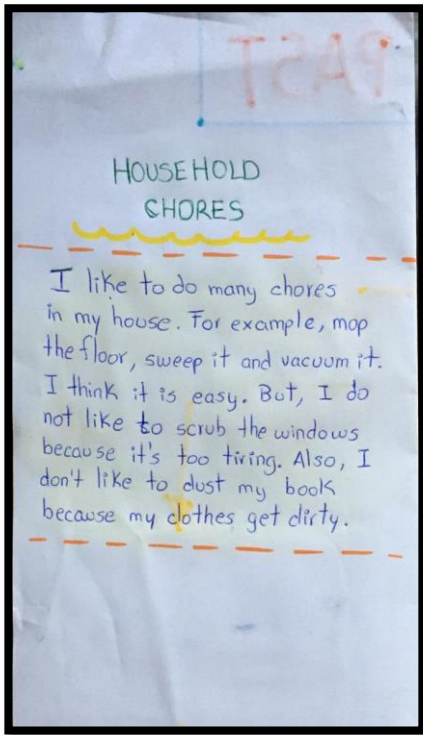 PAST
HOUSEHOLD
CHORES
I like to do many chores
in my house. For example, mop
the floor, sweep it and vacuum it.
I think it is easy. But, I do
not like to scrub the windows
because it's too tiring. Also, I
don't like to dust my book
because my clothes get dirty.